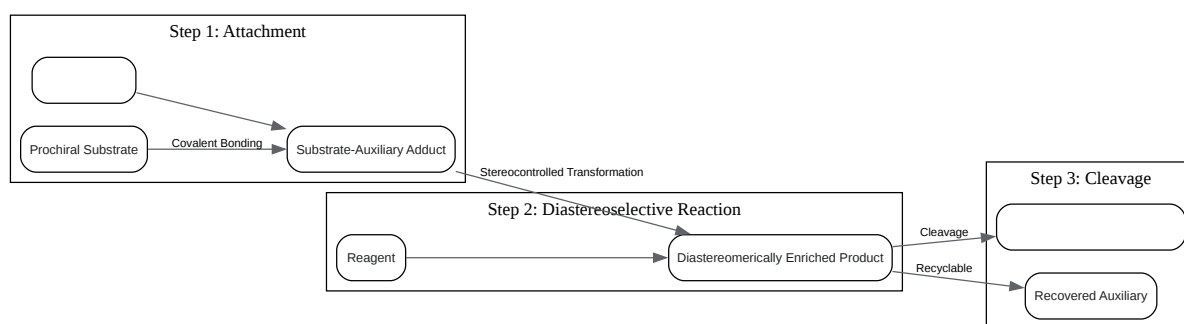 Step 1: Attachment
Prochiral Substrate
Covalent Bonding
Substrate-Auxiliary Adduct
Stereocontrolled Transformation
Step 2: Diastereoselective Reaction
Reagent
Diastereomerically Enriched Product
Step 3: Cleavage
Cleavage
Recyclable
Recovered Auxiliary